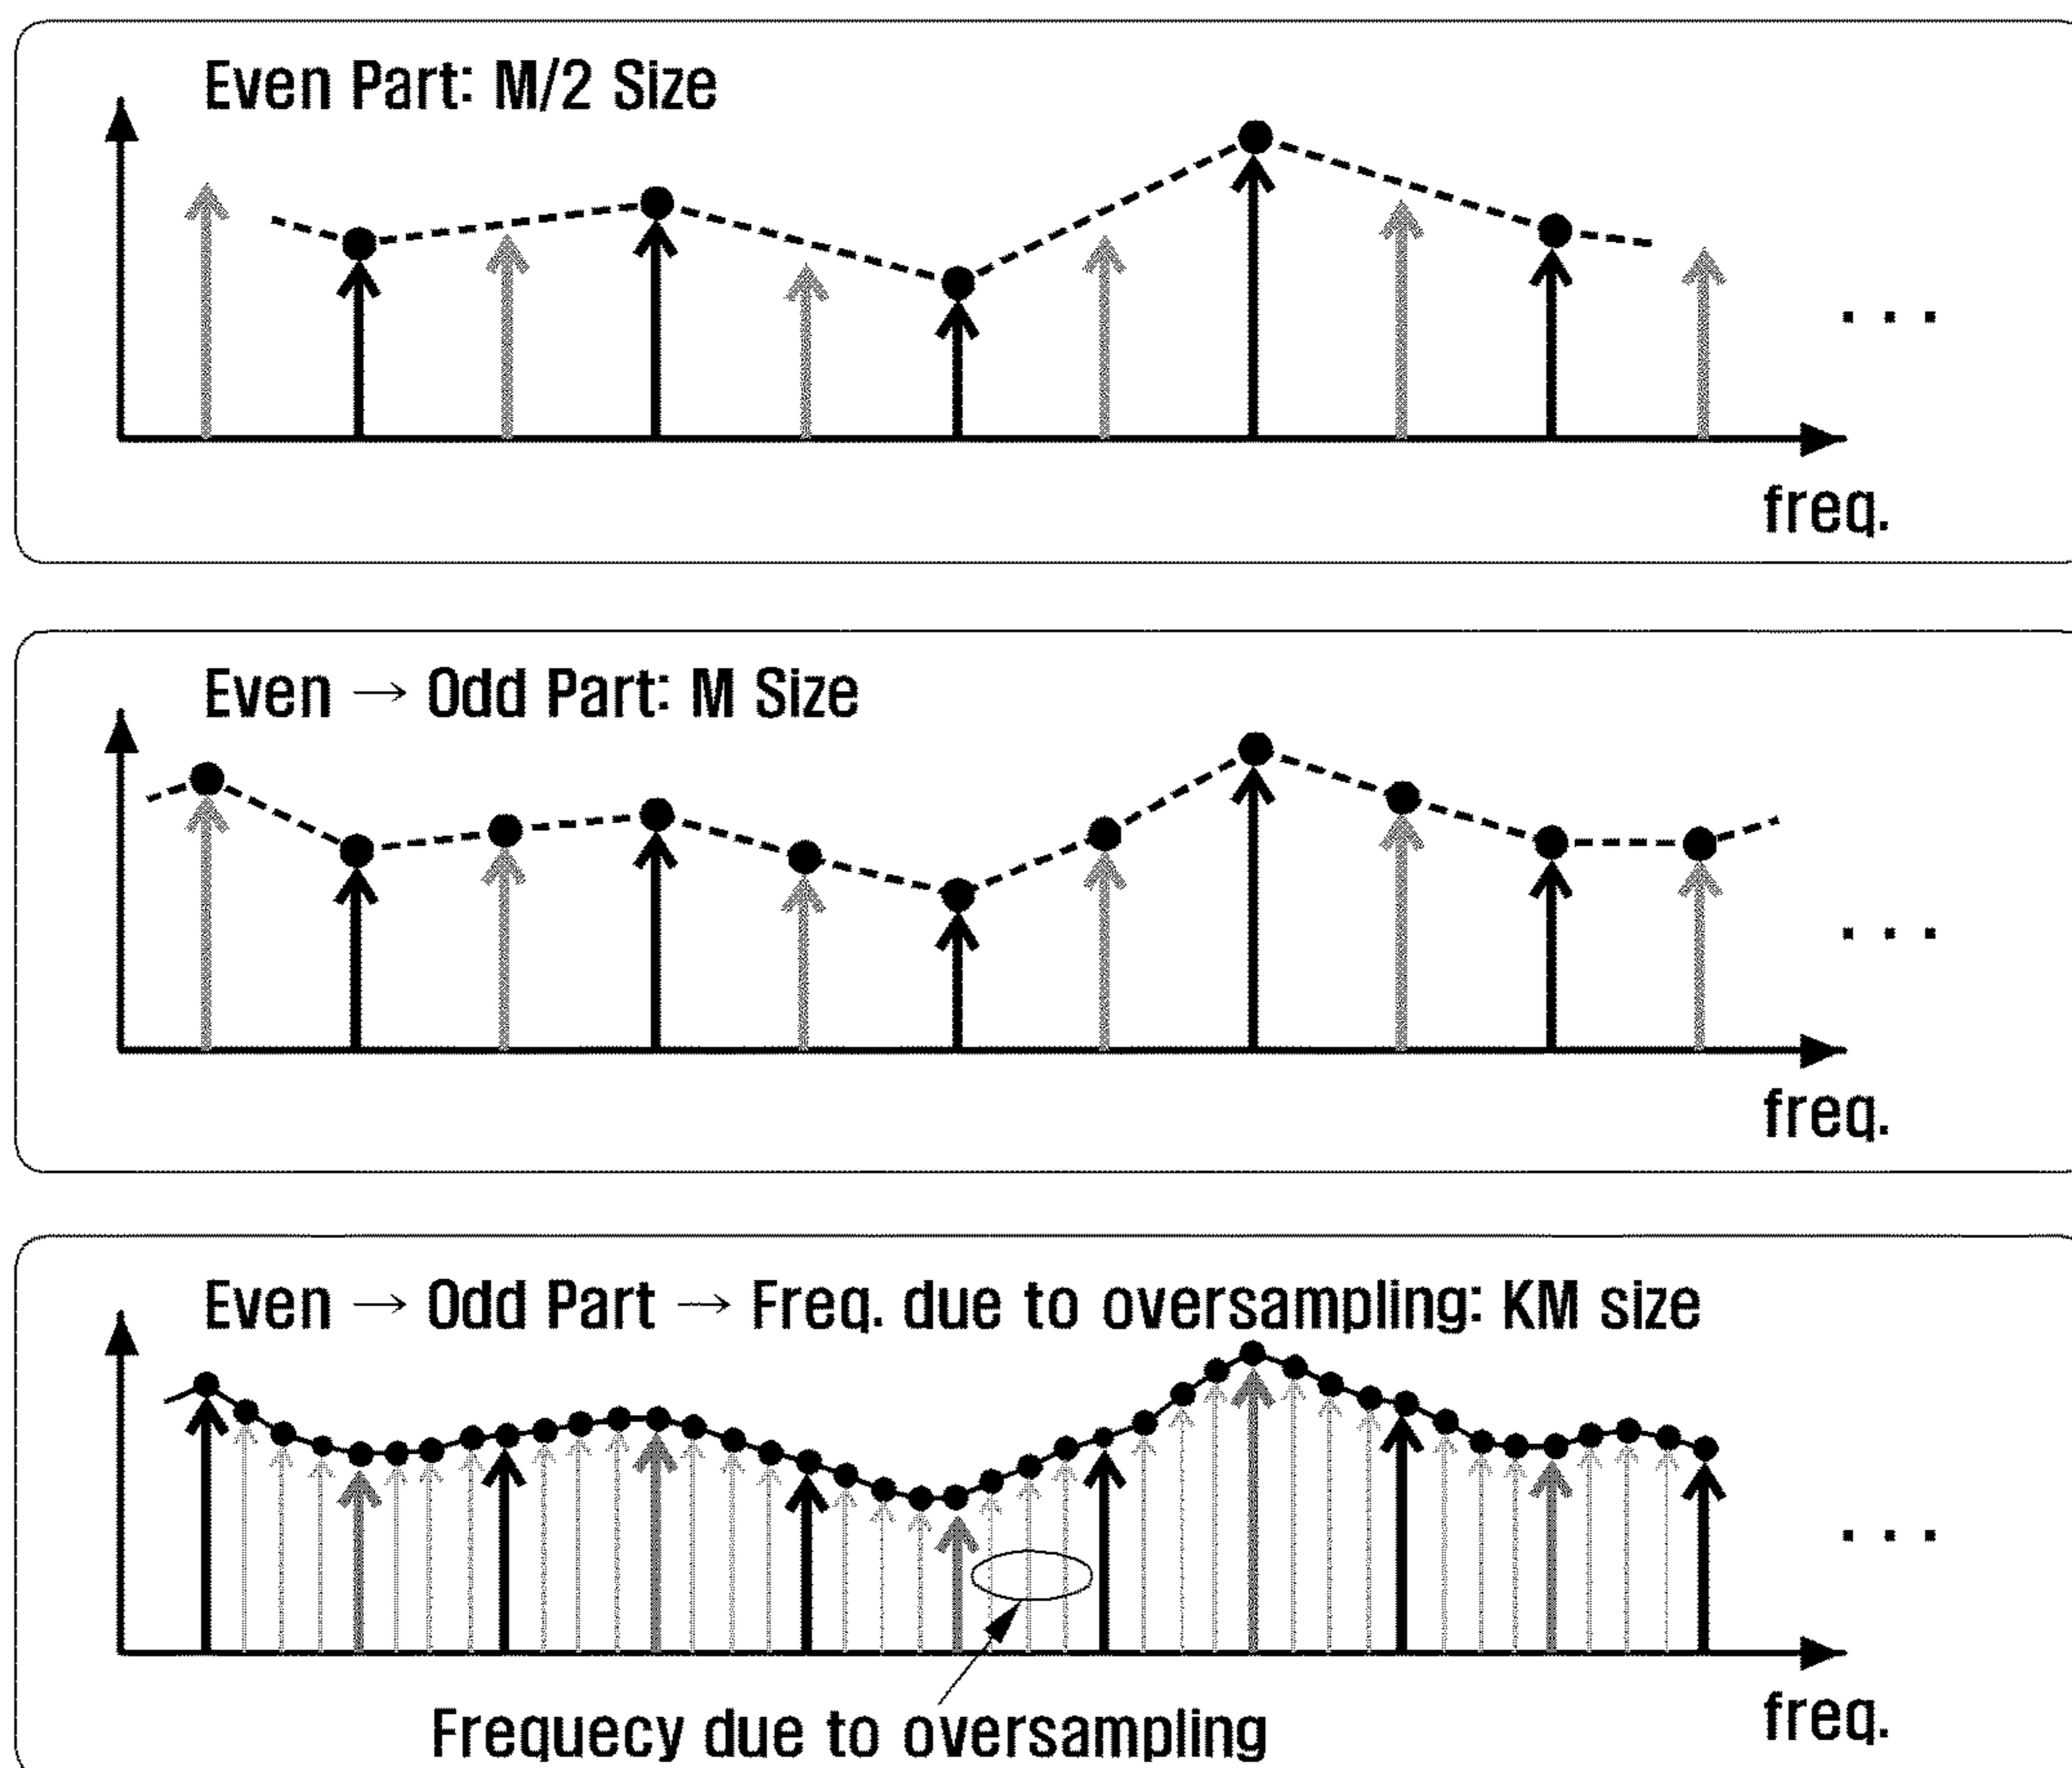 Even Part: M/2 Size
. . .
freq.
Even → Odd Part: M Size
. . .
freq.
Even → Odd Part → Freq. due to oversampling: KM size
. . .
freq.
Frequecy due to oversampling